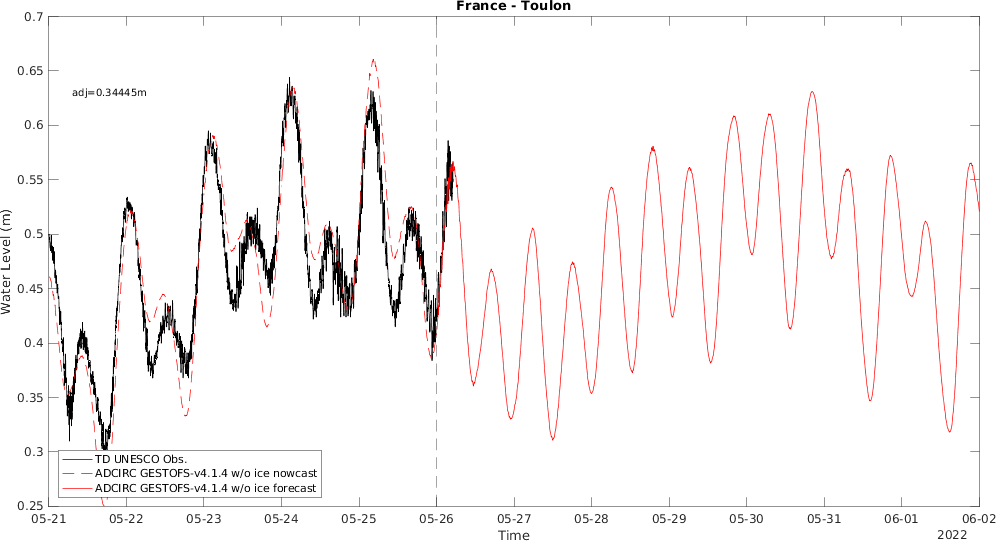 France - Toulon
0.7
0.65
0.6
0.55
0.5
0.45
0.4
0.35
0.3
0.25
Water Level (m)
adj=0.34445m
TD UNESCO Obs.
ADCIRC GESTOFS-v4.1.4 w/o ice nowcast
ADCIRC GESTOFS-v4.1.4 w/o ice forecast
05-21 05-22 05-23 05-24 05-25 05-26 05-27 05-28 05-29 05-30 05-31 06-01 06-02
Time
2022